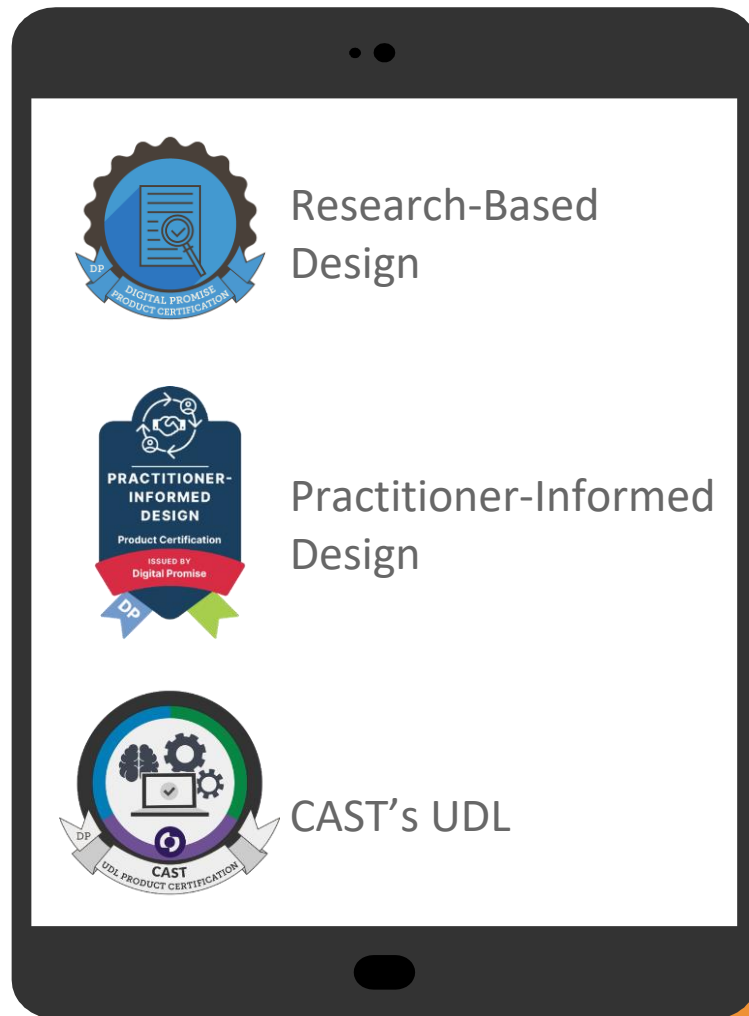 Research-Based
Design
DP
DIGITAL PROMISE
PRODUCT CERTIFICATION
PRACTITIONER-
INFORMED
DESIGN
Product Certification
ISSUED BY
Digital Promise
DP
Practitioner-Informed
Design
DP
CAST
UDL PRODUCT CERTIFICATION
CAST’s UDL